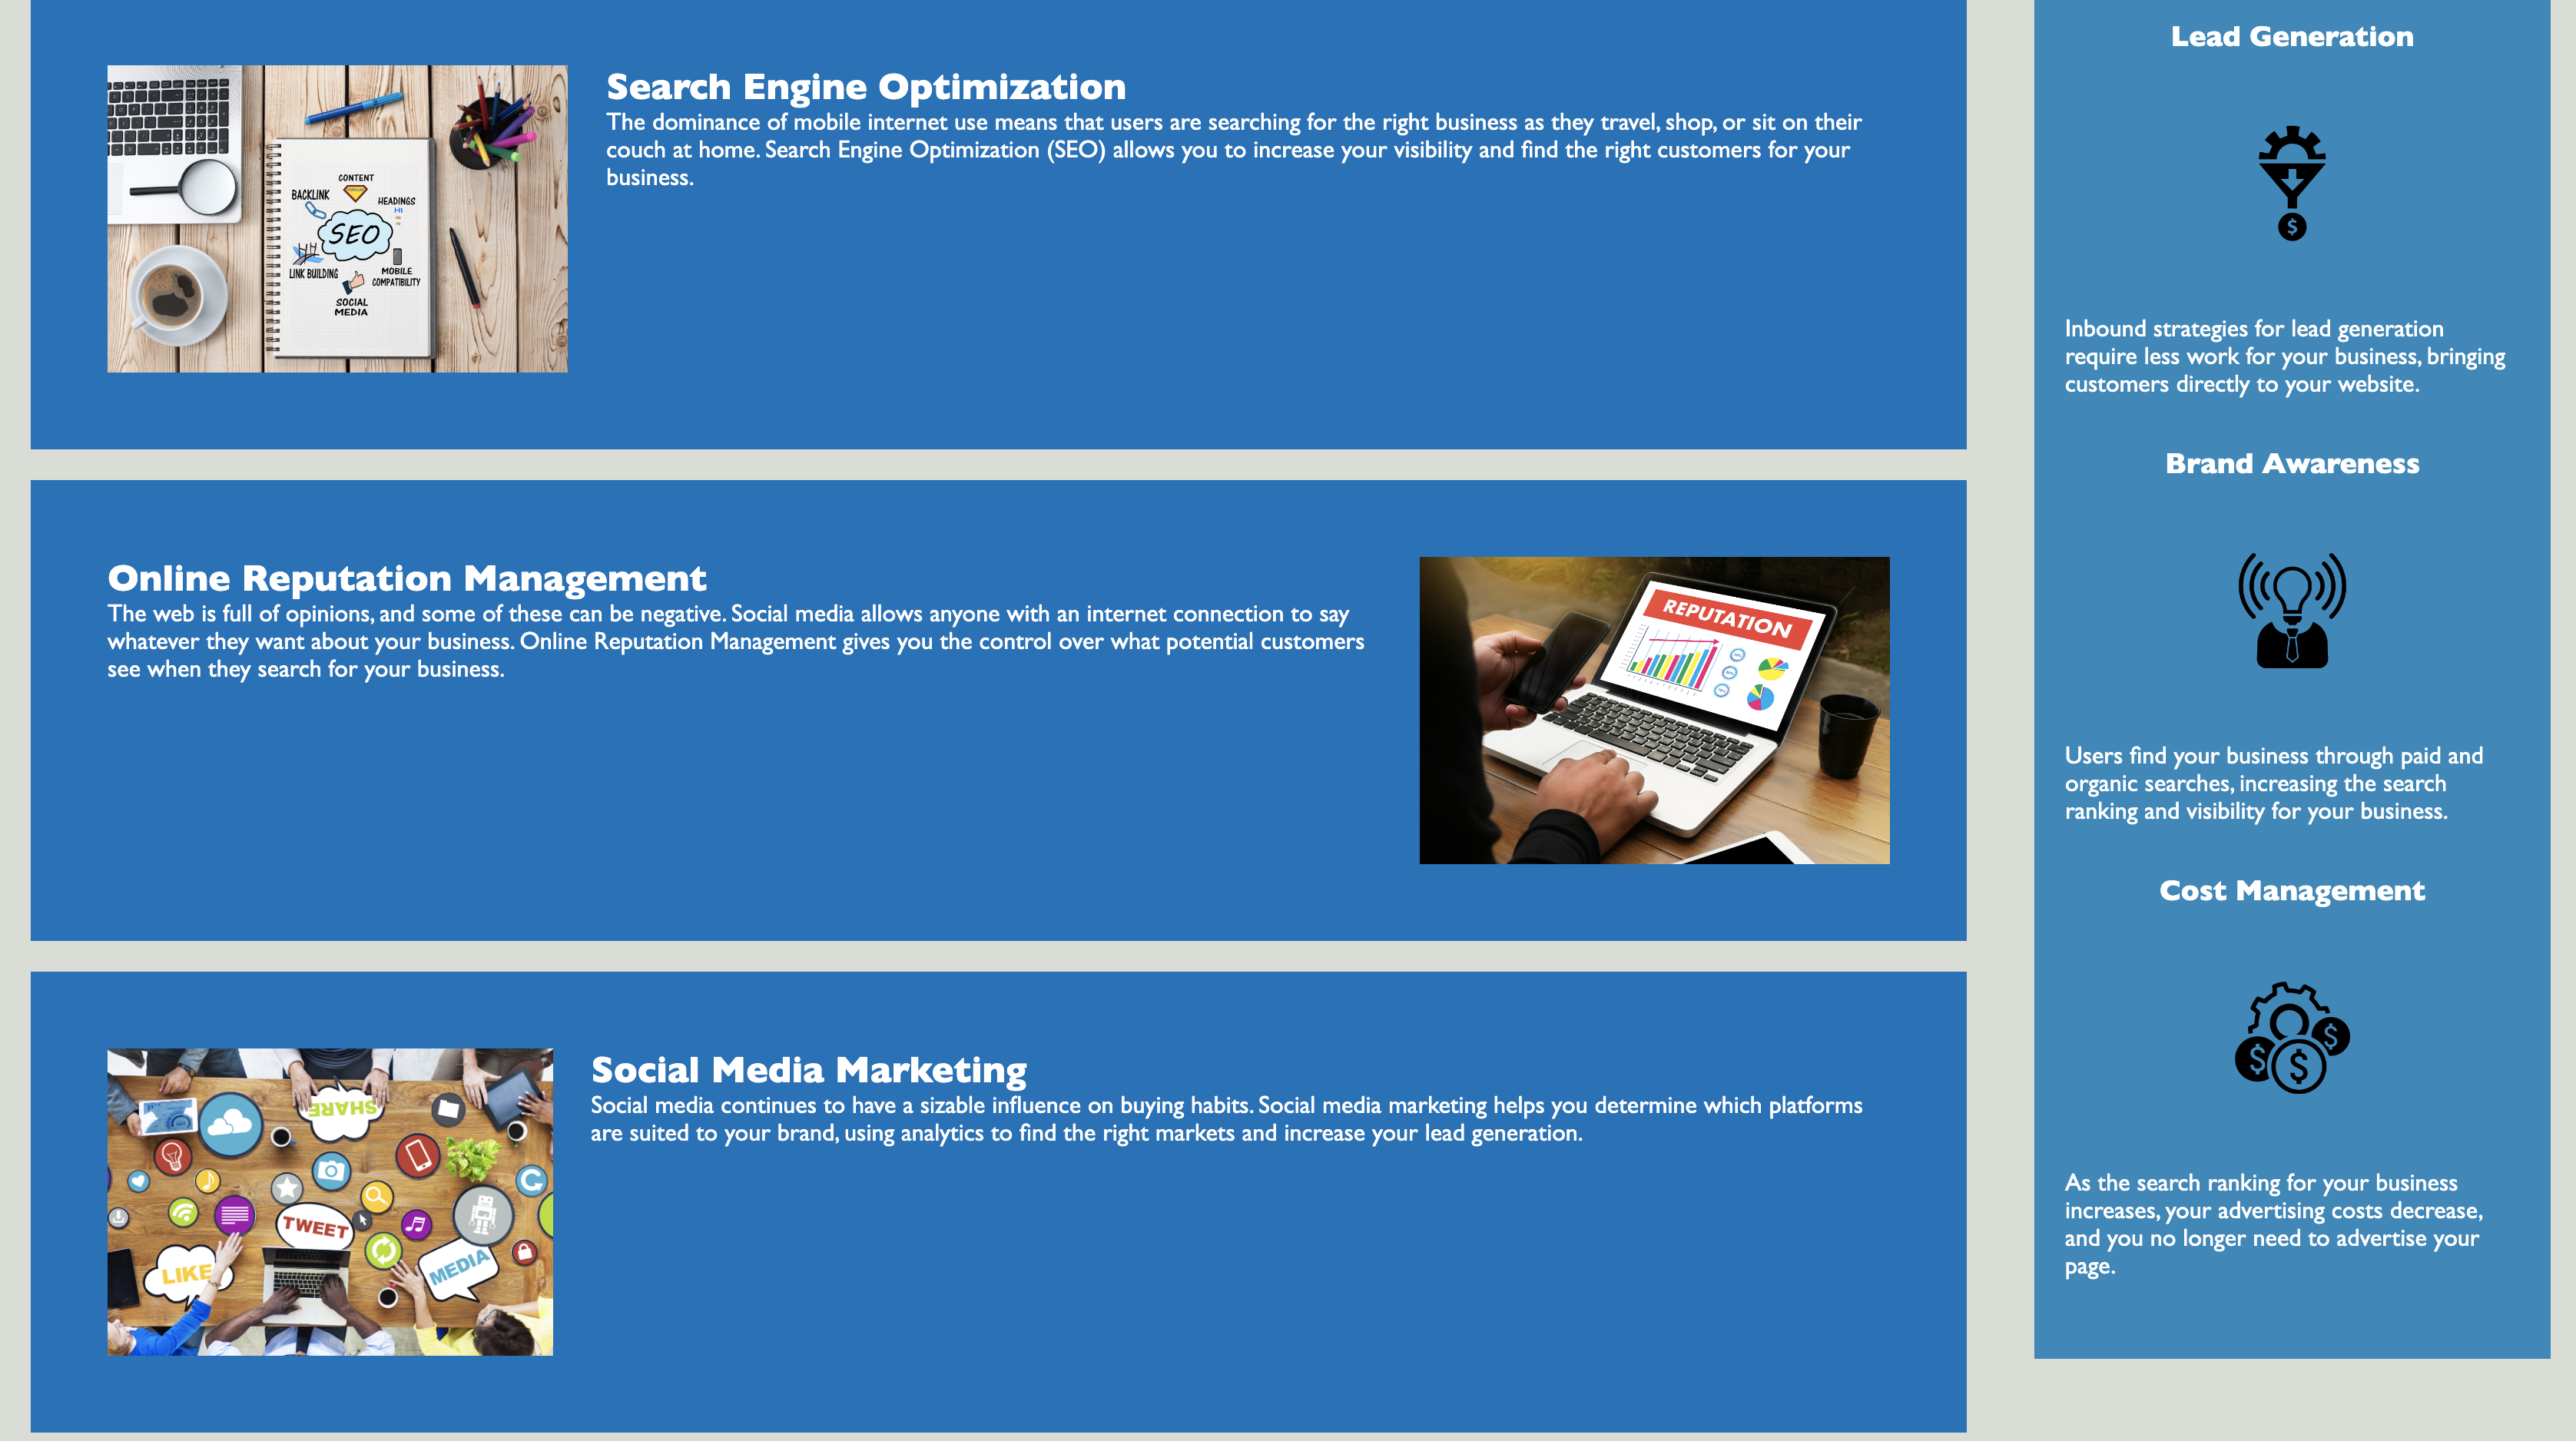 Search Engine Optimization
The dominance of mobile internet use means that users are searching for the right business as they travel, shop, or sit on their
couch at home. Search Engine Optimization (SEO) allows you to increase your visibility and find the right customers for your
business.
CONTENT
BACKLINK
HEADINGS
H1
SEO
LINK BUILDING
MOBILE
COMPATIBILITY
SOCIAL
MEDIA
Online Reputation Management
The web is full of opinions, and some of these can be negative. Social media allows anyone with an internet connection to say
whatever they want about your business. Online Reputation Management gives you the control over what potential customers
see when they search for your business.
REPUTATION
Social Media Marketing
Social media continues to have a sizable influence on buying habits. Social media marketing helps you determine which platforms
are suited to your brand, using analytics to find the right markets and increase your lead generation.
SHARE
TWEET
LIKE
MEDIA
Lead Generation
$
Inbound strategies for lead generation
require less work for your business, bringing
customers directly to your website.
Brand Awareness
Users find your business through paid and
organic searches, increasing the search
ranking and visibility for your business.
Cost Management
$
$
$
As the search ranking for your business
increases, your advertising costs decrease,
and you no longer need to advertise your
page.